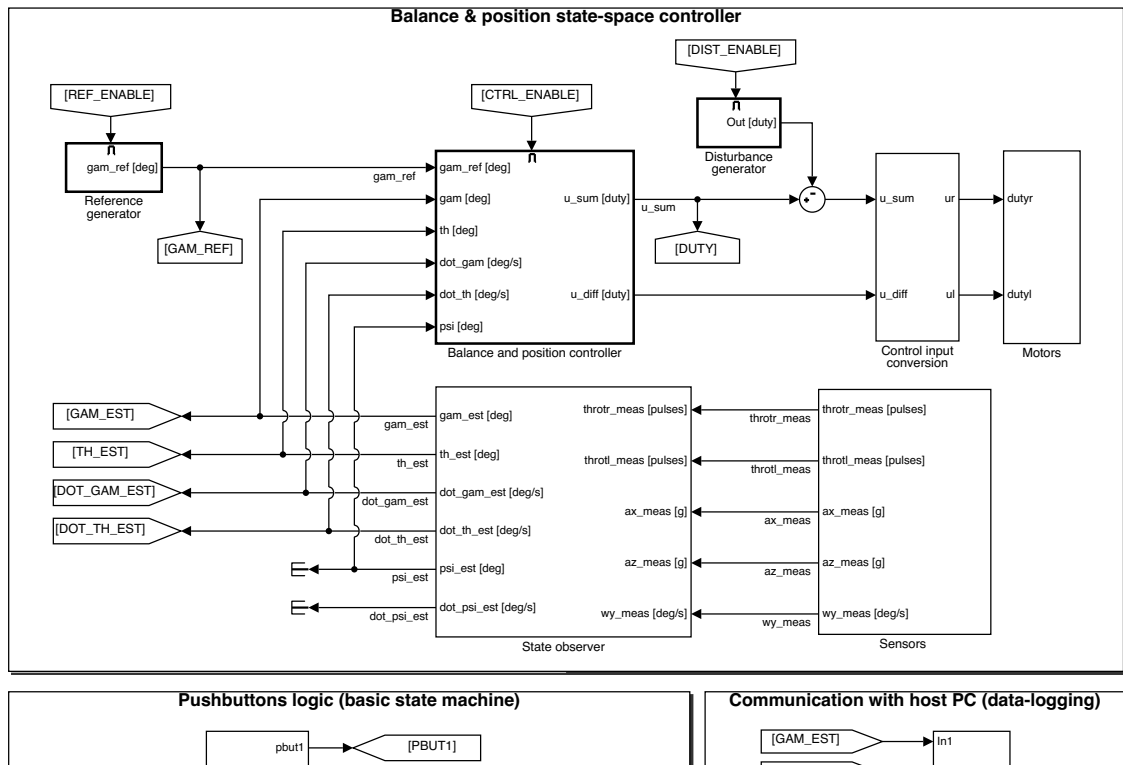 Balance & position state-space controller
[DIST_ENABLE]
[REF_ENABLE]
[CTRL_ENABLE]
Out [duty]
Disturbance
generator
gam_ref [deg]
Reference
generator
gam_ref
[GAM_REF]
gam_ref [deg]
gam [deg]
th [deg]
dot_gam [deg/s]
dot_th [deg/s]
psi [deg]
u_sum [duty]
u_diff [duty]
Balance and position controller
u_sum
[DUTY]
+
-
u_sum
u_diff
ur
ul
Control input
conversion
dutyr
dutyl
Motors
[GAM_EST]
[TH_EST]
[DOT_GAM_EST]
[DOT_TH_EST]
gam_est
th_est
dot_gam_est
dot_th_est
psi_est
dot_psi_est
gam_est [deg]
th_est [deg]
dot_gam_est [deg/s]
dot_th_est [deg/s]
psi_est [deg]
dot_psi_est [deg/s]
throtr_meas [pulses]
throtl_meas [pulses]
ax_meas [g]
az_meas [g]
wy_meas [deg/s]
State observer
throtr_meas
throtl_meas
ax_meas
az_meas
wy_meas
throtr_meas [pulses]
throtl_meas [pulses]
ax_meas [g]
az_meas [g]
wy_meas [deg/s]
Sensors
Pushbuttons logic (basic state machine)
pbut1
[PBUT1]
Communication with host PC (data-logging)
[GAM_EST]
In1